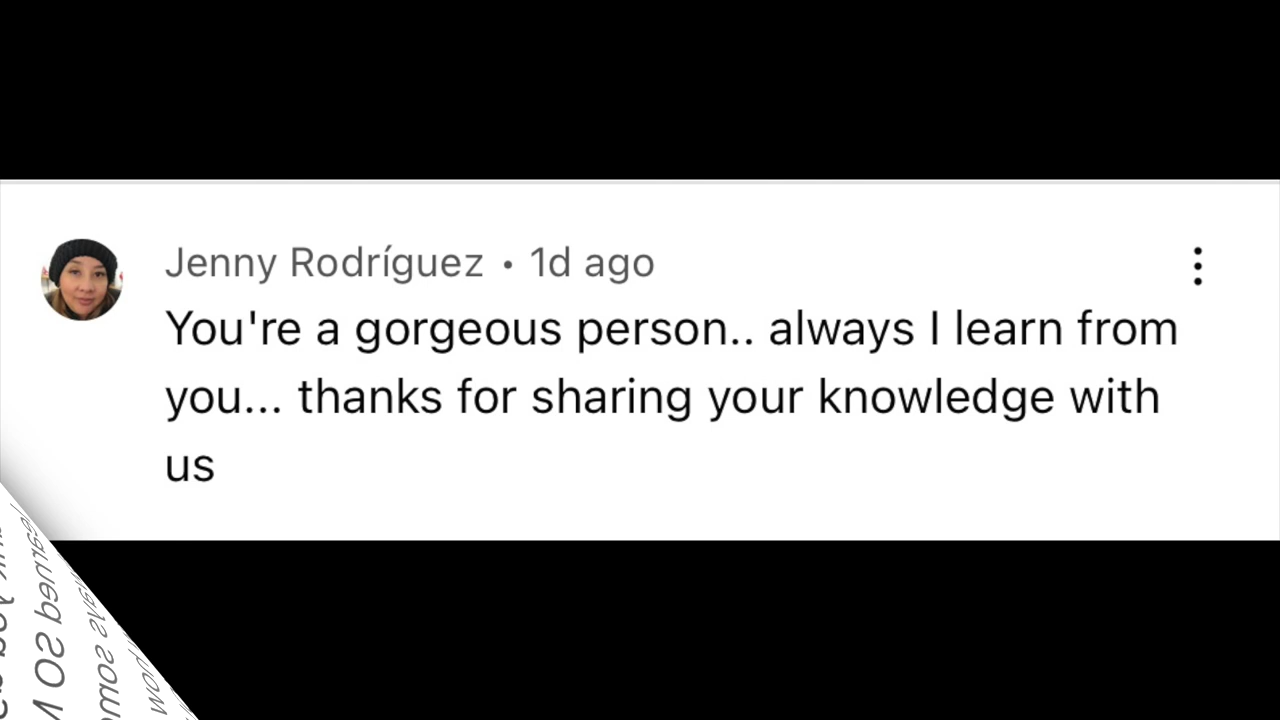 Jenny Rodríguez • 1d ago
You're a gorgeous person.. always I learn from
you... thanks for sharing your knowledge with
us